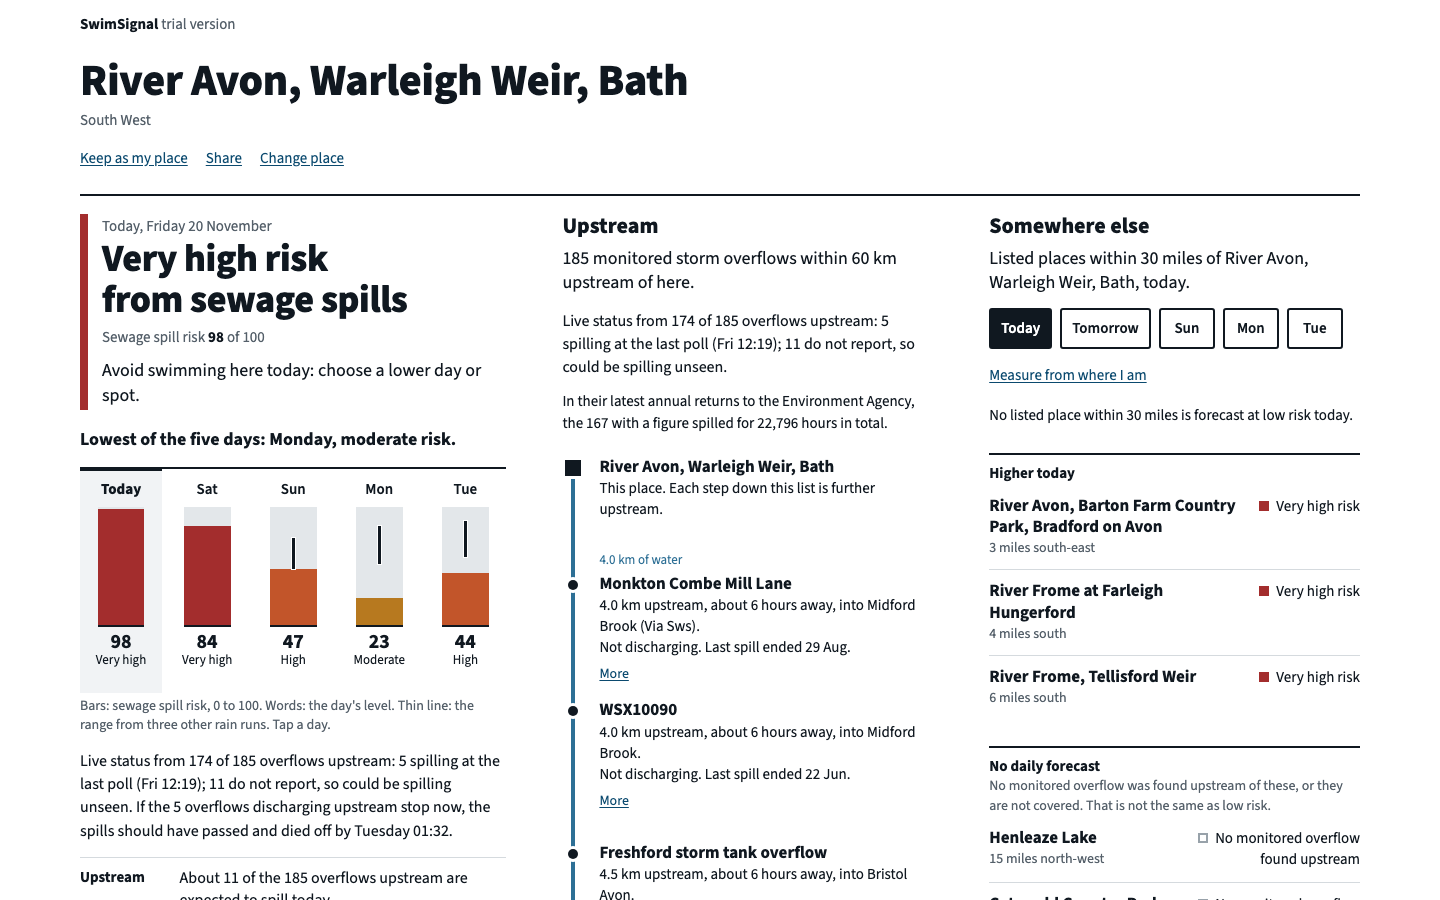 SwimSignal trial version
River Avon, Warleigh Weir, Bath
South West
Keep as my place Share Change place
Today, Friday 20 November
Very high risk
from sewage spills
Sewage spill risk 98 of 100
Avoid swimming here today: choose a lower day or
spot.
Lowest of the five days: Monday, moderate risk.
Today Sat Sun Mon Tue
98 84 47 23 44
Very high Very high High Moderate High
Bars: sewage spill risk, 0 to 100. Words: the day's level. Thin line: the
range from three other rain runs. Tap a day.
Live status from 174 of 185 overflows upstream: 5 spilling at the
last poll (Fri 12:19); 11 do not report, so could be spilling
unseen. If the 5 overflows discharging upstream stop now, the
spills should have passed and died off by Tuesday 01:32.
Upstream About 11 of the 185 overflows upstream are
expected to spill today
Upstream
185 monitored storm overflows within 60 km
upstream of here.
Live status from 174 of 185 overflows upstream: 5
spilling at the last poll (Fri 12:19); 11 do not report, so
could be spilling unseen.
In their latest annual returns to the Environment Agency,
the 167 with a figure spilled for 22,796 hours in total.
River Avon, Warleigh Weir, Bath
This place. Each step down this list is further
upstream.
4.0 km of water
Monkton Combe Mill Lane
4.0 km upstream, about 6 hours away, into Midford
Brook (Via Sws).
Not discharging. Last spill ended 29 Aug.
More
WSX10090
4.0 km upstream, about 6 hours away, into Midford
Brook.
Not discharging. Last spill ended 22 Jun.
More
Freshford storm tank overflow
4.5 km upstream, about 6 hours away, into Bristol
Avon.
Somewhere else
Listed places within 30 miles of River Avon,
Warleigh Weir, Bath, today.
Today Tomorrow Sun Mon Tue
Measure from where I am
No listed place within 30 miles is forecast at low risk today.
Higher today
River Avon, Barton Farm Country Very high risk
Park, Bradford on Avon
3 miles south-east
River Frome at Farleigh Very high risk
Hungerford
4 miles south
River Frome, Tellisford Weir Very high risk
6 miles south
No daily forecast
No monitored overflow was found upstream of these, or they
are not covered. That is not the same as low risk.
Henleaze Lake No monitored overflow
15 miles north-west found upstream